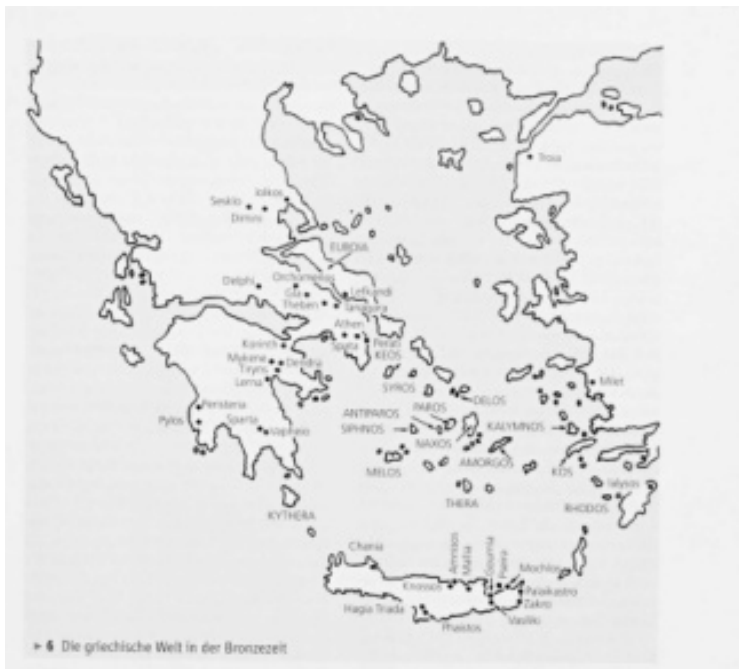 Troia
Iolkos
Sesklo
Dimini
EUBOIA
Delphi
Orchomenos
Gla
Lefkandi
Theben
Tanagra
Athen
Korinth
Spata
Perati
KEOS
Mykene
Dendra
Tiryns
Lerna
Milet
SYROS
DELOS
PAROS
ANTIPAROS
SIPHNOS
KALYMNOS
Peristeria
Pylos
Sparta
Vapheio
NAXOS
MELOS
AMORGOS
KOS
Ialysos
THERA
RHODOS
KYTHERA
Chania
Amnisos
Mallia
Gournia
Mochlos
Knossos
Palaikastro
Zakro
Hagia Triada
Vasiliki
Phaistos
▸ 6 Die griechische Welt in der Bronzezeit